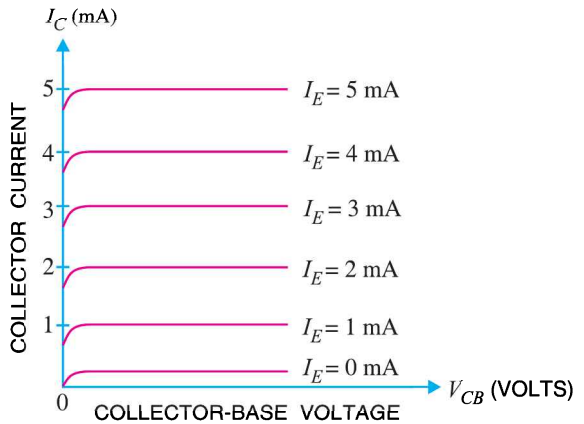 I_C (mA)
COLLECTOR CURRENT
5
I_E = 5 mA
4
I_E = 4 mA
3
I_E = 3 mA
2
I_E = 2 mA
1
I_E = 1 mA
I_E = 0 mA
0
V_CB (VOLTS)
COLLECTOR-BASE VOLTAGE